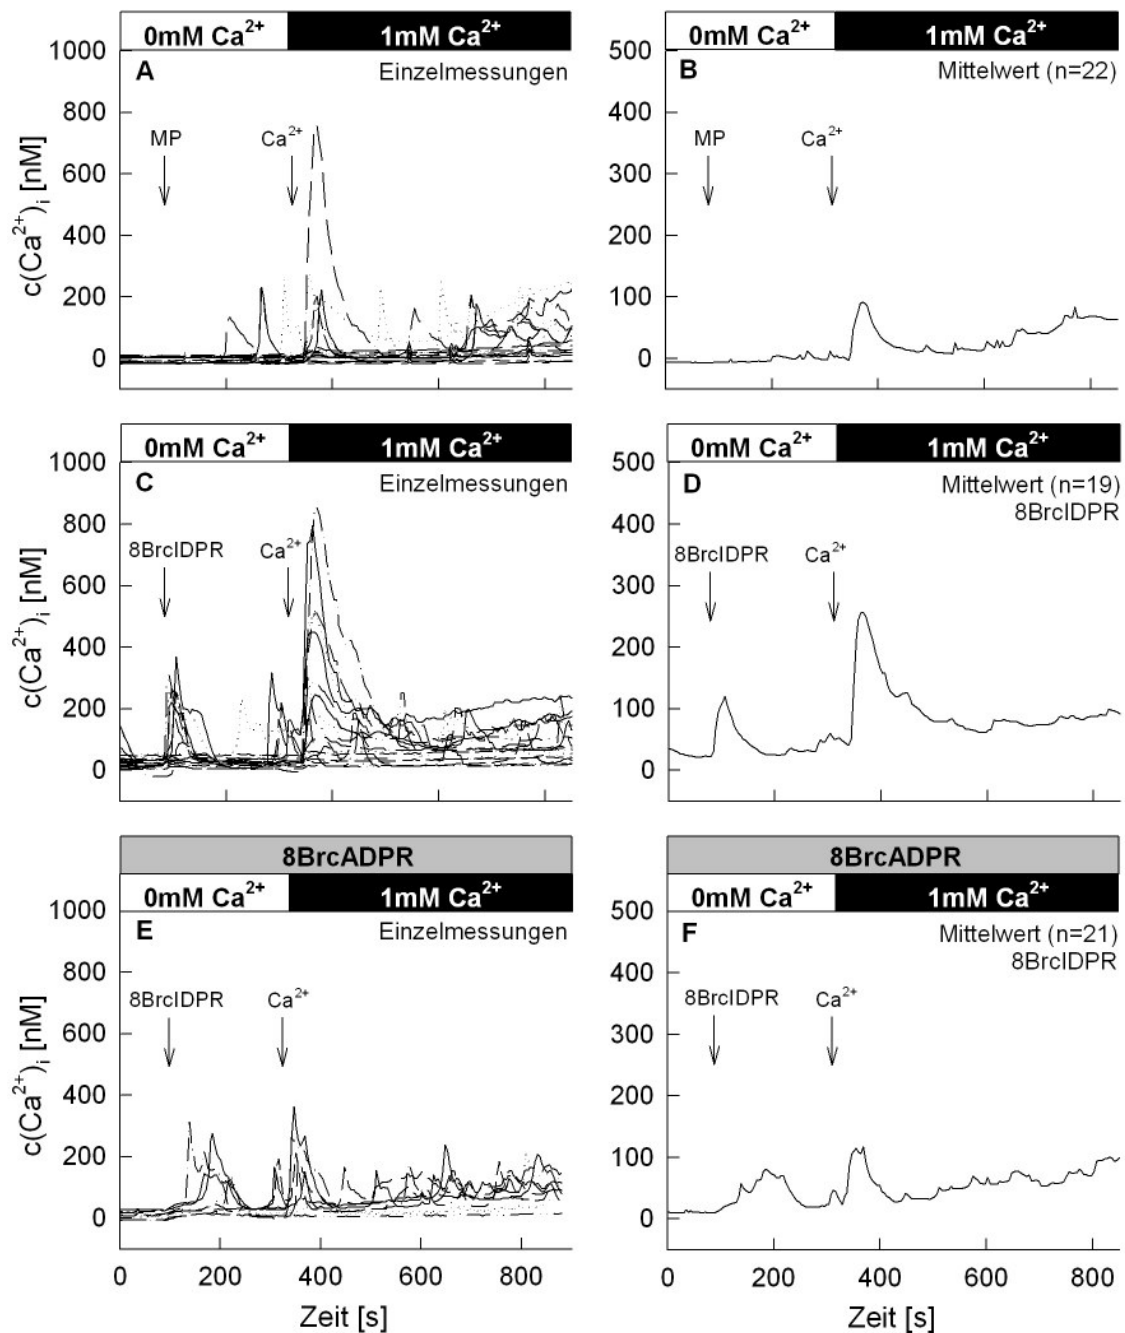 0mM Ca²⁺ 1mM Ca²⁺
A Einzelmessungen
MP Ca²⁺
1000
800
600
400
200
0
c(Ca²⁺)i [nM]
0mM Ca²⁺ 1mM Ca²⁺
B Mittelwert (n=22)
MP Ca²⁺
500
400
300
200
100
0
0mM Ca²⁺ 1mM Ca²⁺
C Einzelmessungen
8BrcIDPR Ca²⁺
1000
800
600
400
200
0
c(Ca²⁺)i [nM]
0mM Ca²⁺ 1mM Ca²⁺
D Mittelwert (n=19)
8BrcIDPR
8BrcIDPR Ca²⁺
500
400
300
200
100
0
8BrcADPR
0mM Ca²⁺ 1mM Ca²⁺
E Einzelmessungen
8BrcIDPR Ca²⁺
1000
800
600
400
200
0
c(Ca²⁺)i [nM]
0 200 400 600 800
Zeit [s]
8BrcADPR
0mM Ca²⁺ 1mM Ca²⁺
F Mittelwert (n=21)
8BrcIDPR
8BrcIDPR Ca²⁺
500
400
300
200
100
0
0 200 400 600 800
Zeit [s]